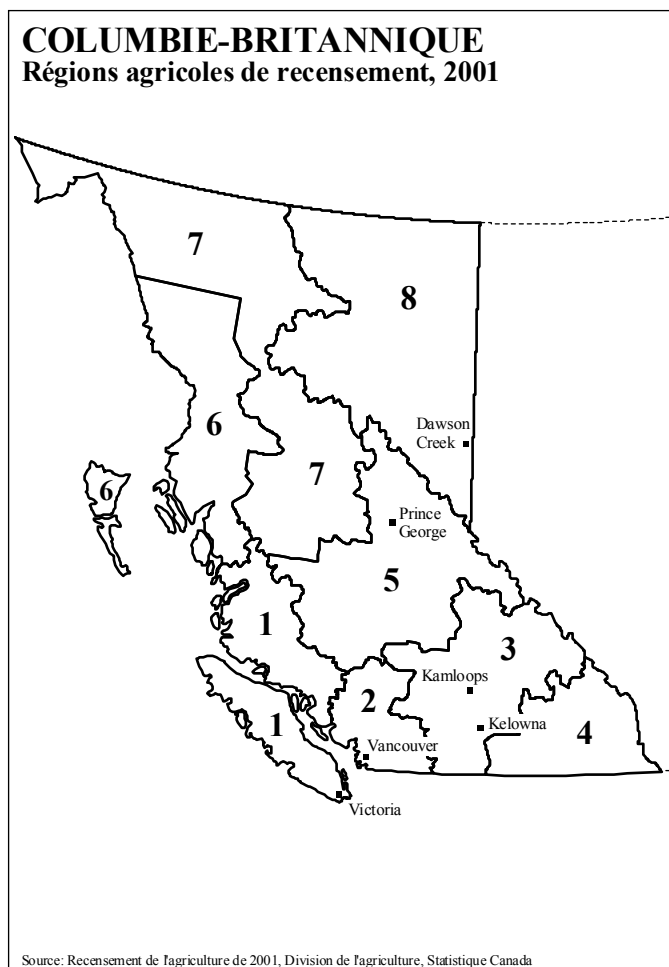 COLUMBIE-BRITANNIQUE
Régions agricoles de recensement, 2001
7
8
6
Dawson
Creek
7
6
Prince
George
5
1
3
Kamloops
2
1
Kelowna
4
Vancouver
Victoria
Source: Recensement de l'agriculture de 2001, Division de l'agriculture, Statistique Canada